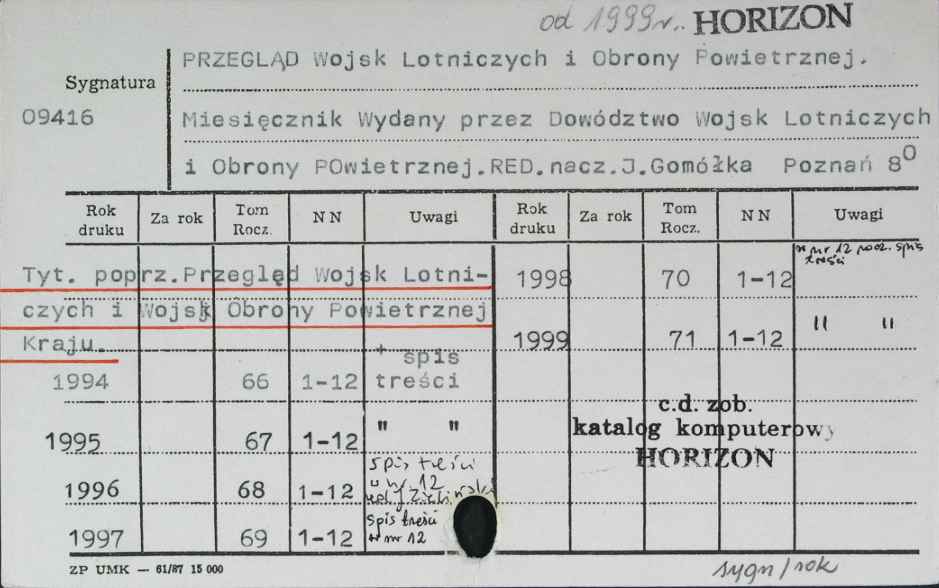 od 1999r. HORIZON
PRZEGLĄD Wojsk Lotniczych i Obrony Powietrznej.
Sygnatura
09416
Miesięcznik Wydany przez Dowództwo Wojsk Lotniczych
i Obrony POwietrznej.RED.nacz.J.Gomółka Poznań 8⁰
Rok druku Za rok Tom Rocz. NN Uwagi Rok druku Za rok Tom Rocz. NN Uwagi
Tyt. poprz.Przegląd Wojsk Lotni-
czych i Wojsk Obrony Powietrznej
Kraju.
1994 66 1-12 + spis treści
1995 67 1-12 " "
1996 68 1-12 spis treści w nr 12
1997 69 1-12 spis treści w nr 12
1998 70 1-12 w nr 12 rocz. spis treści
1999 71 1-12 " "
c.d. zob.
katalog komputerowy
HORIZON
ZP UMK — 61/87 15 000
sygn/rok